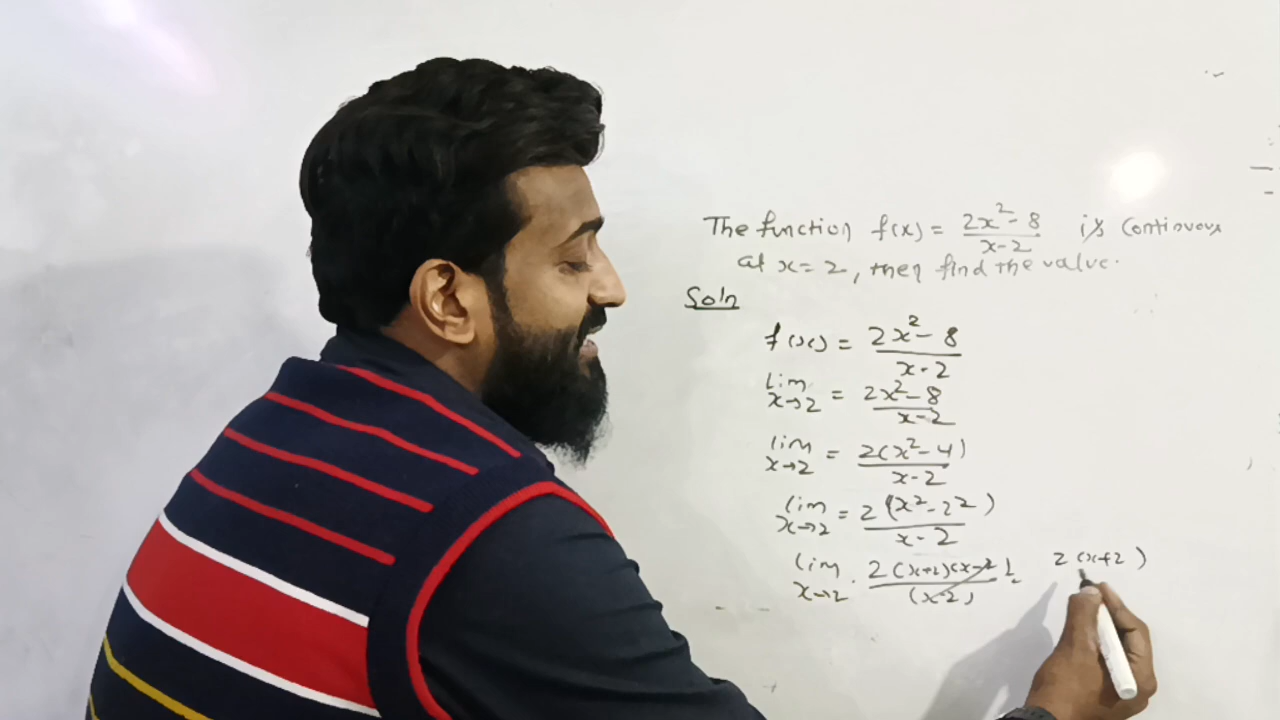 The function f(x) = 2x² - 8 / x - 2 is continuous
at x = 2, then find the value.
Soln
f(x) = 2x² - 8 / x - 2
lim x→2 = 2x² - 8 / x - 2
lim x→2 = 2(x² - 4) / x - 2
lim x→2 = 2(x² - 2²) / x - 2
lim x→2 . 2(x+2)(x-2) / (x-2) = 2(x+2)